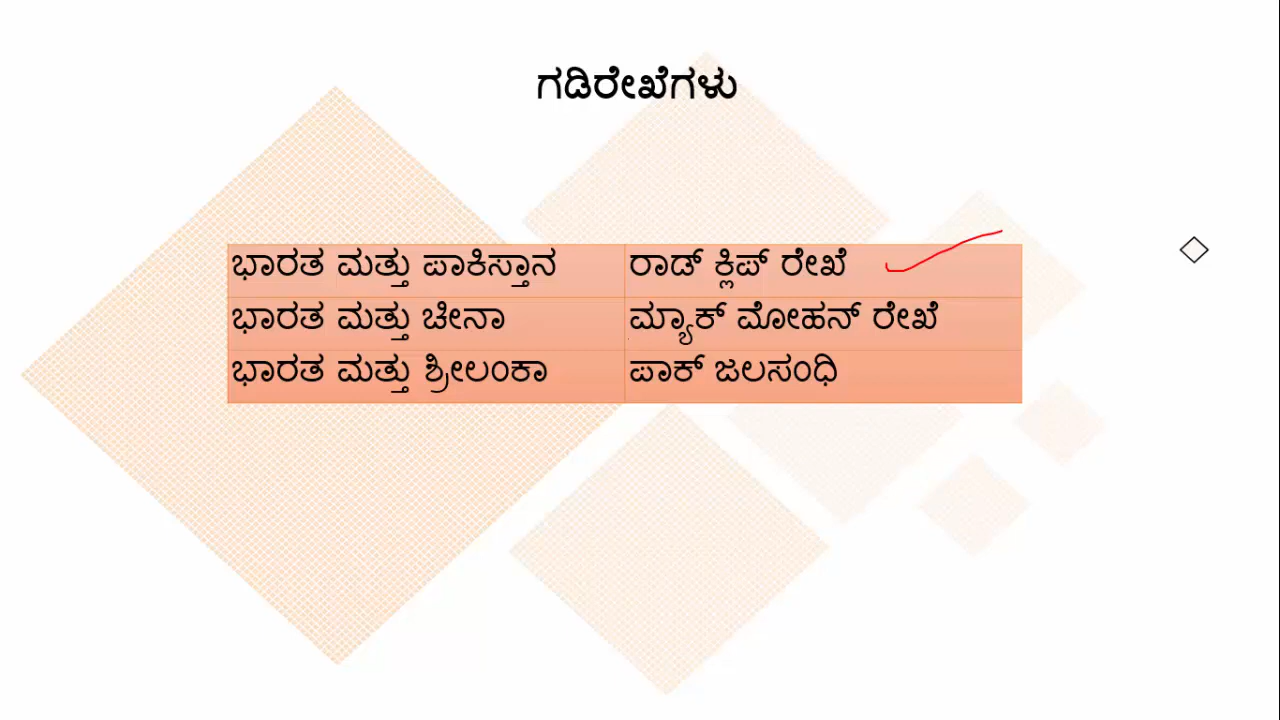 ಗಡಿರೇಖೆಗಳು
ಭಾರತ ಮತ್ತು ಪಾಕಿಸ್ತಾನ ರಾಡ್ ಕ್ಲಿಪ್ ರೇಖೆ
ಭಾರತ ಮತ್ತು ಚೀನಾ ಮ್ಯಾಕ್ ಮೋಹನ್ ರೇಖೆ
ಭಾರತ ಮತ್ತು ಶ್ರೀಲಂಕಾ ಪಾಕ್ ಜಲಸಂಧಿ